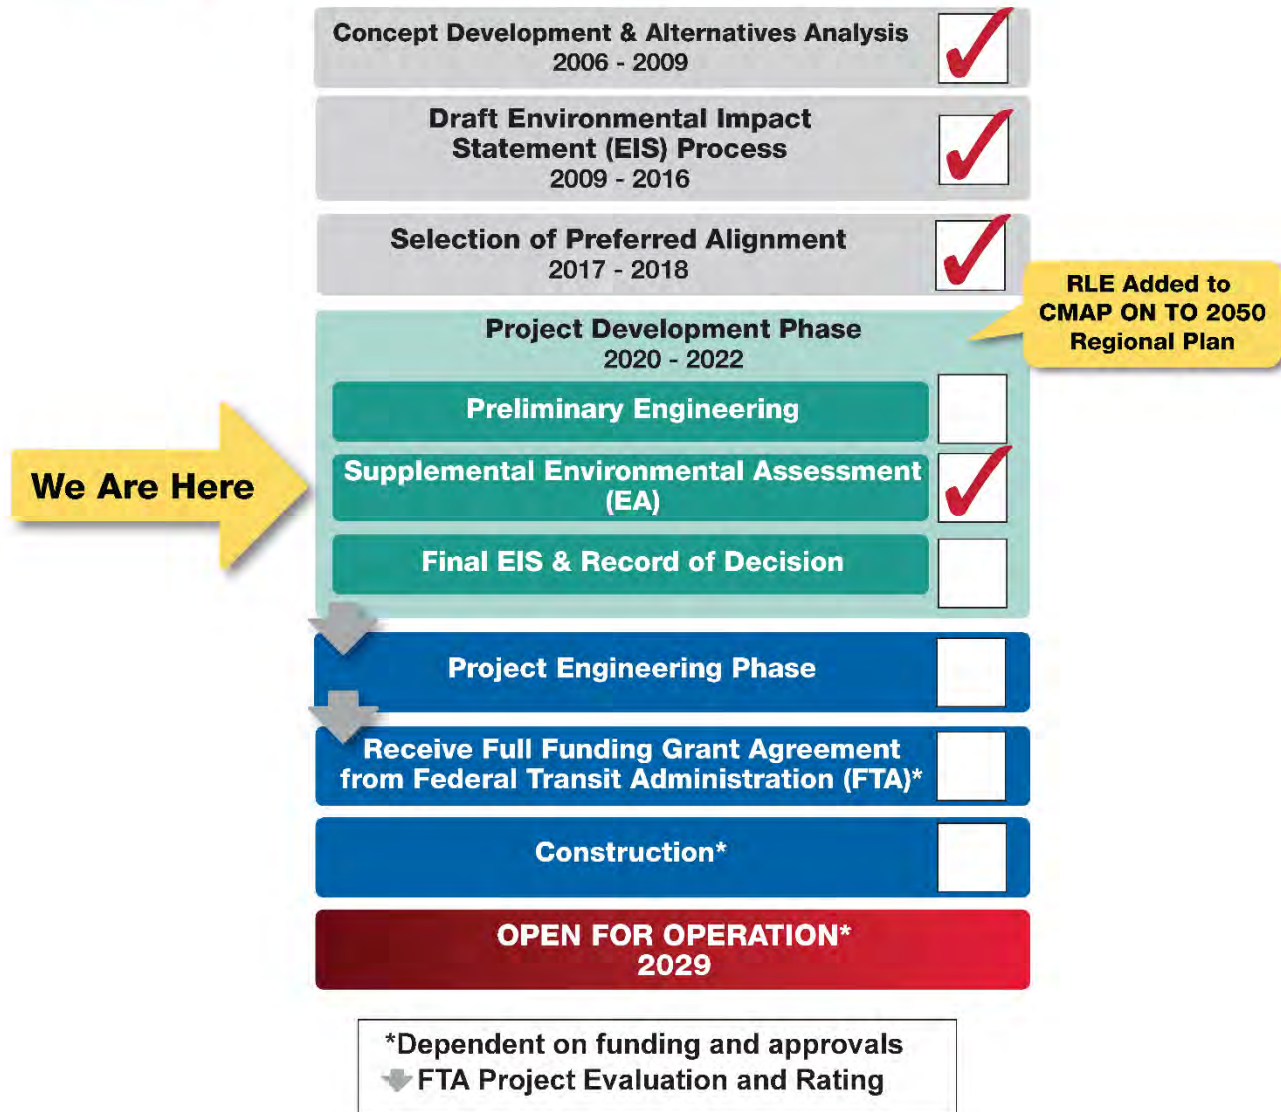 Concept Development & Alternatives Analysis
2006 - 2009
Draft Environmental Impact
Statement (EIS) Process
2009 - 2016
Selection of Preferred Alignment
2017 - 2018
RLE Added to
CMAP ON TO 2050
Regional Plan
Project Development Phase
2020 - 2022
Preliminary Engineering
We Are Here
Supplemental Environmental Assessment
(EA)
Final EIS & Record of Decision
Project Engineering Phase
Receive Full Funding Grant Agreement
from Federal Transit Administration (FTA)*
Construction*
OPEN FOR OPERATION*
2029
*Dependent on funding and approvals
FTA Project Evaluation and Rating